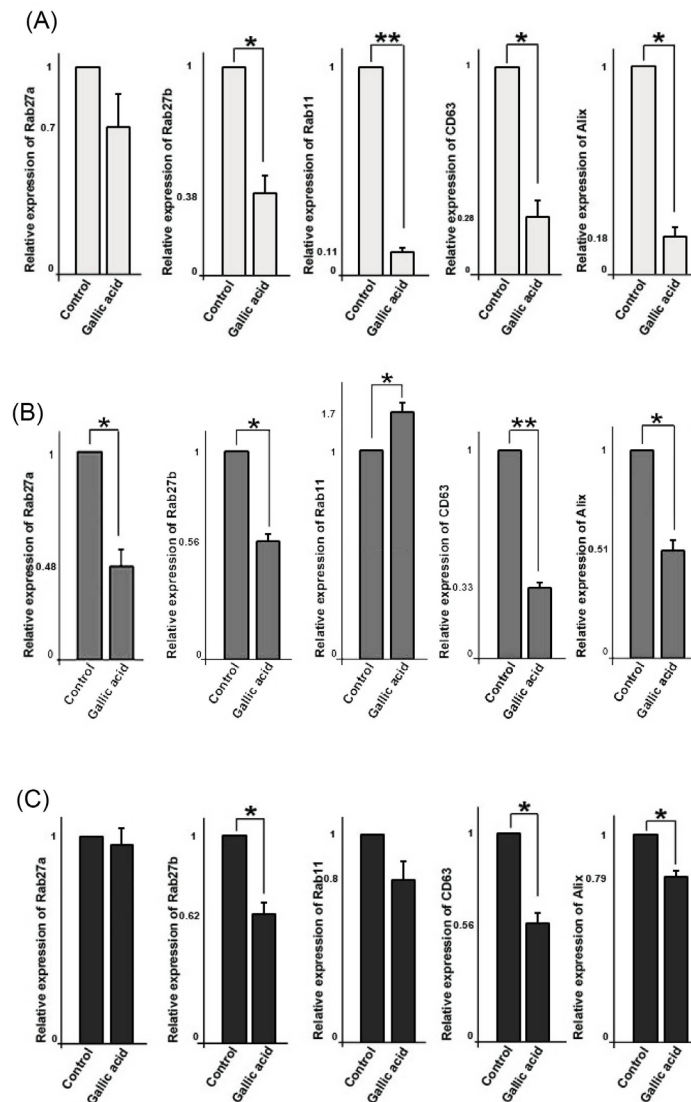 (A)
Relative expression of Rab27a
1
0.7
0
Control
Gallic acid
Relative expression of Rab27b
*
1
0.38
0
Control
Gallic acid
Relative expression of Rab11
**
1
0.11
0
Control
Gallic acid
Relative expression of CD63
*
1
0.28
0
Control
Gallic acid
Relative expression of Alix
*
1
0.18
0
Control
Gallic acid
(B)
Relative expression of Rab27a
*
1
0.48
0
Control
Gallic acid
Relative expression of Rab27b
*
1
0.56
0
Control
Gallic acid
Relative expression of Rab11
*
1.7
1
0
Control
Gallic acid
Relative expression of CD63
**
1
0.33
0
Control
Gallic acid
Relative expression of Alix
*
1
0.51
0
Control
Gallic acid
(C)
Relative expression of Rab27a
1
0
Control
Gallic acid
Relative expression of Rab27b
*
1
0.62
0
Control
Gallic acid
Relative expression of Rab11
1
0.8
0
Control
Gallic acid
Relative expression of CD63
*
1
0.56
0
Control
Gallic acid
Relative expression of Alix
*
1
0.79
0
Control
Gallic acid